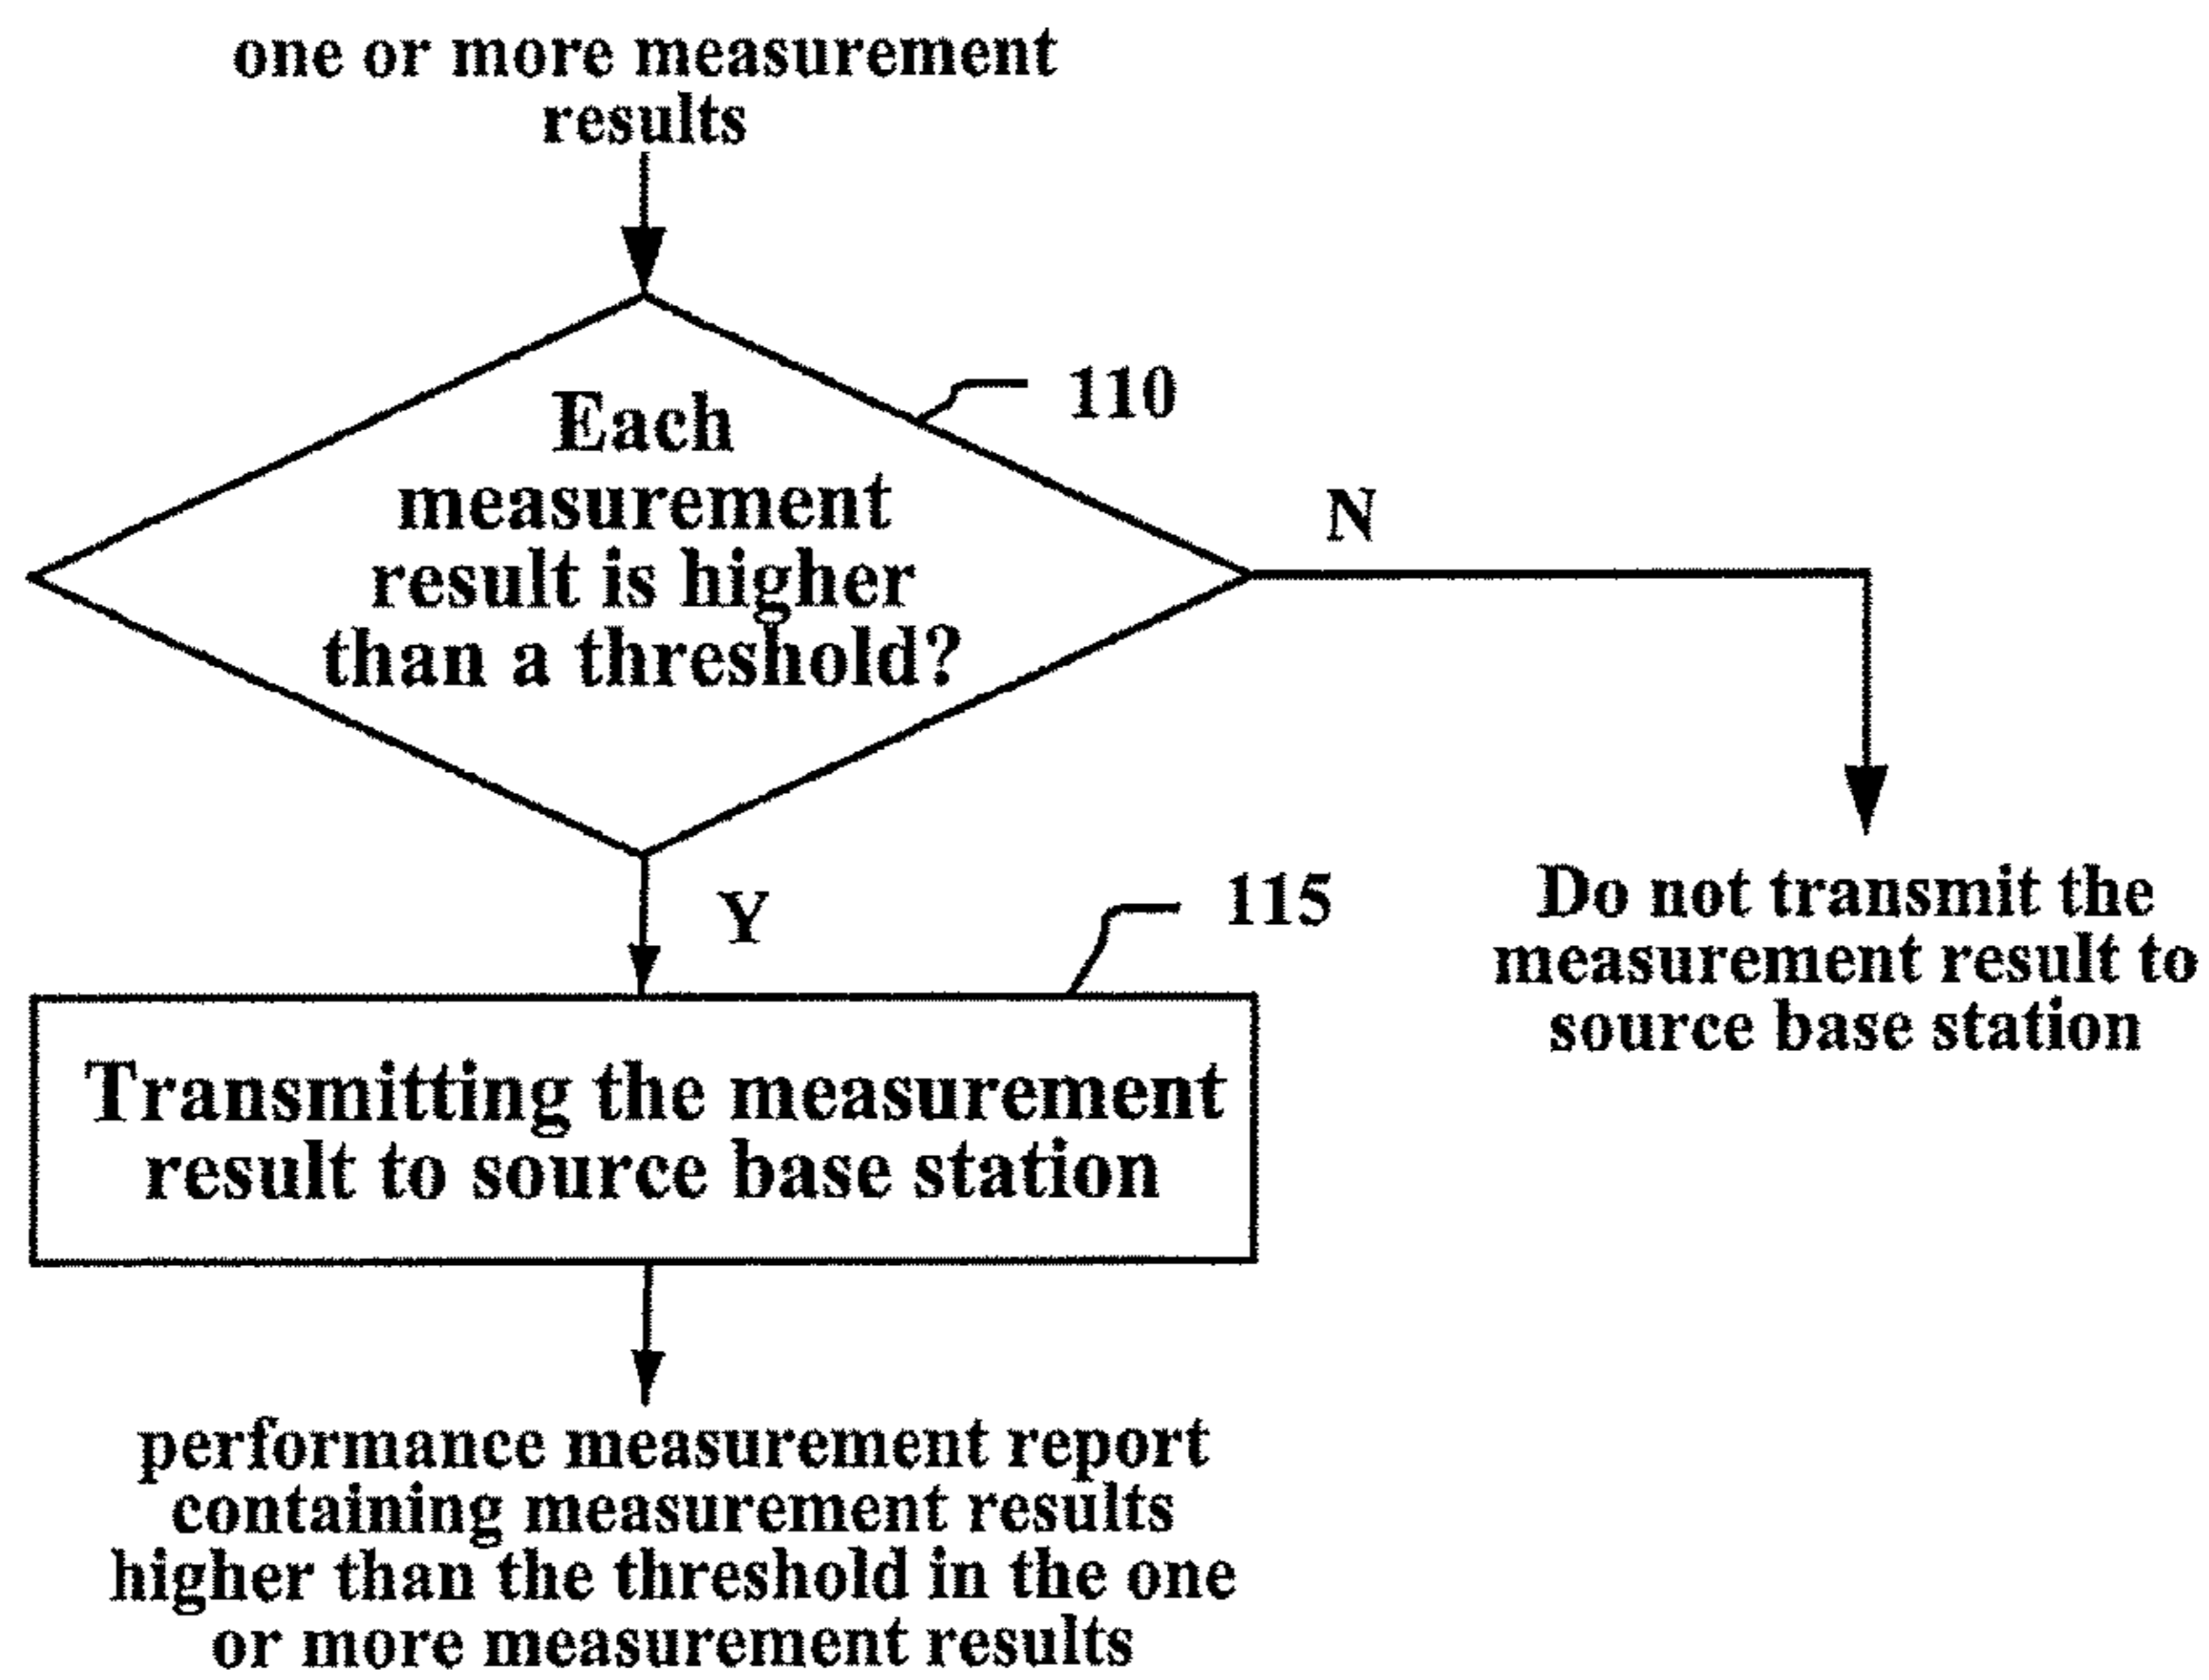 one or more measurement
results
110
Each
measurement
result is higher
than a threshold?
N
Y
115
Do not transmit the
measurement result to
source base station
Transmitting the measurement
result to source base station
performance measurement report
containing measurement results
higher than the threshold in the one
or more measurement results